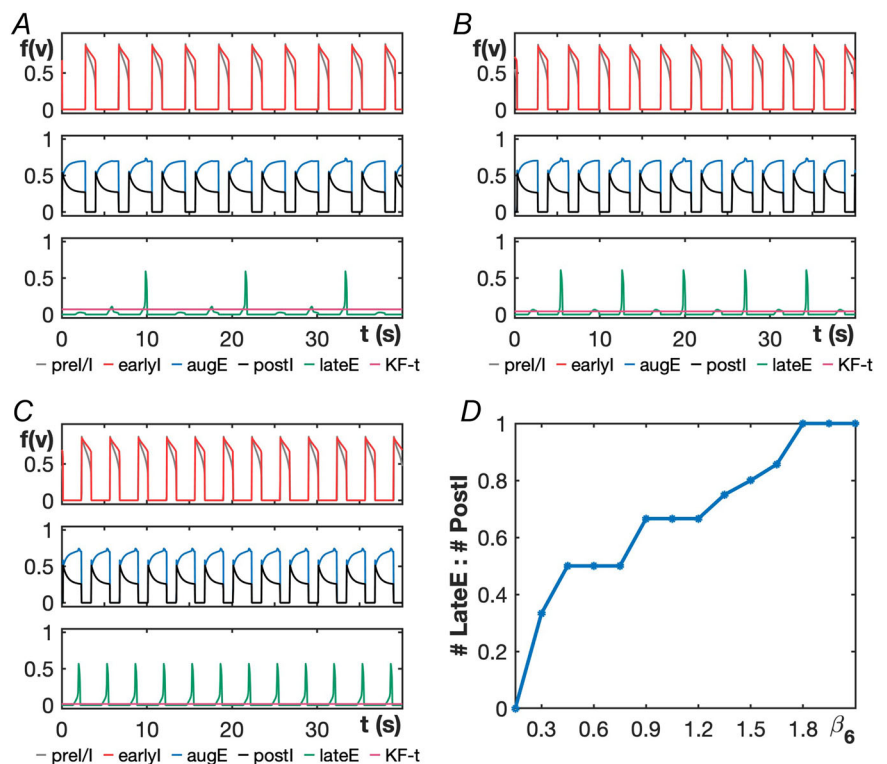 A
B
f(v)
0.5
0
1
0.5
0
1
0.5
0
0
10
20
30
t (s)
preI/I
earlyI
augE
postI
lateE
KF-t
f(v)
0.5
0
1
0.5
0
1
0.5
0
0
10
20
30
t (s)
preI/I
earlyI
augE
postI
lateE
KF-t
C
D
f(v)
0.5
0
1
0.5
0
1
0.5
0
0
10
20
30
t (s)
preI/I
earlyI
augE
postI
lateE
KF-t
# LateE : # PostI
1
0.8
0.6
0.4
0.2
0
0.3
0.6
0.9
1.2
1.5
1.8
β6